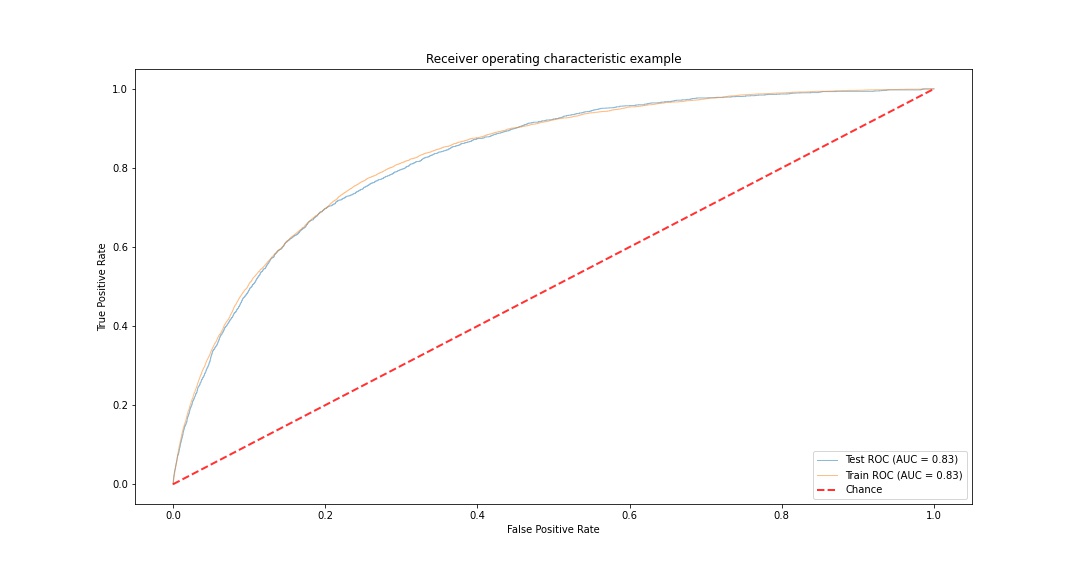 Receiver operating characteristic example
1.0
0.8
0.6
0.4
0.2
0.0
True Positive Rate
0.0 0.2 0.4 0.6 0.8 1.0
False Positive Rate
Test ROC (AUC = 0.83)
Train ROC (AUC = 0.83)
Chance